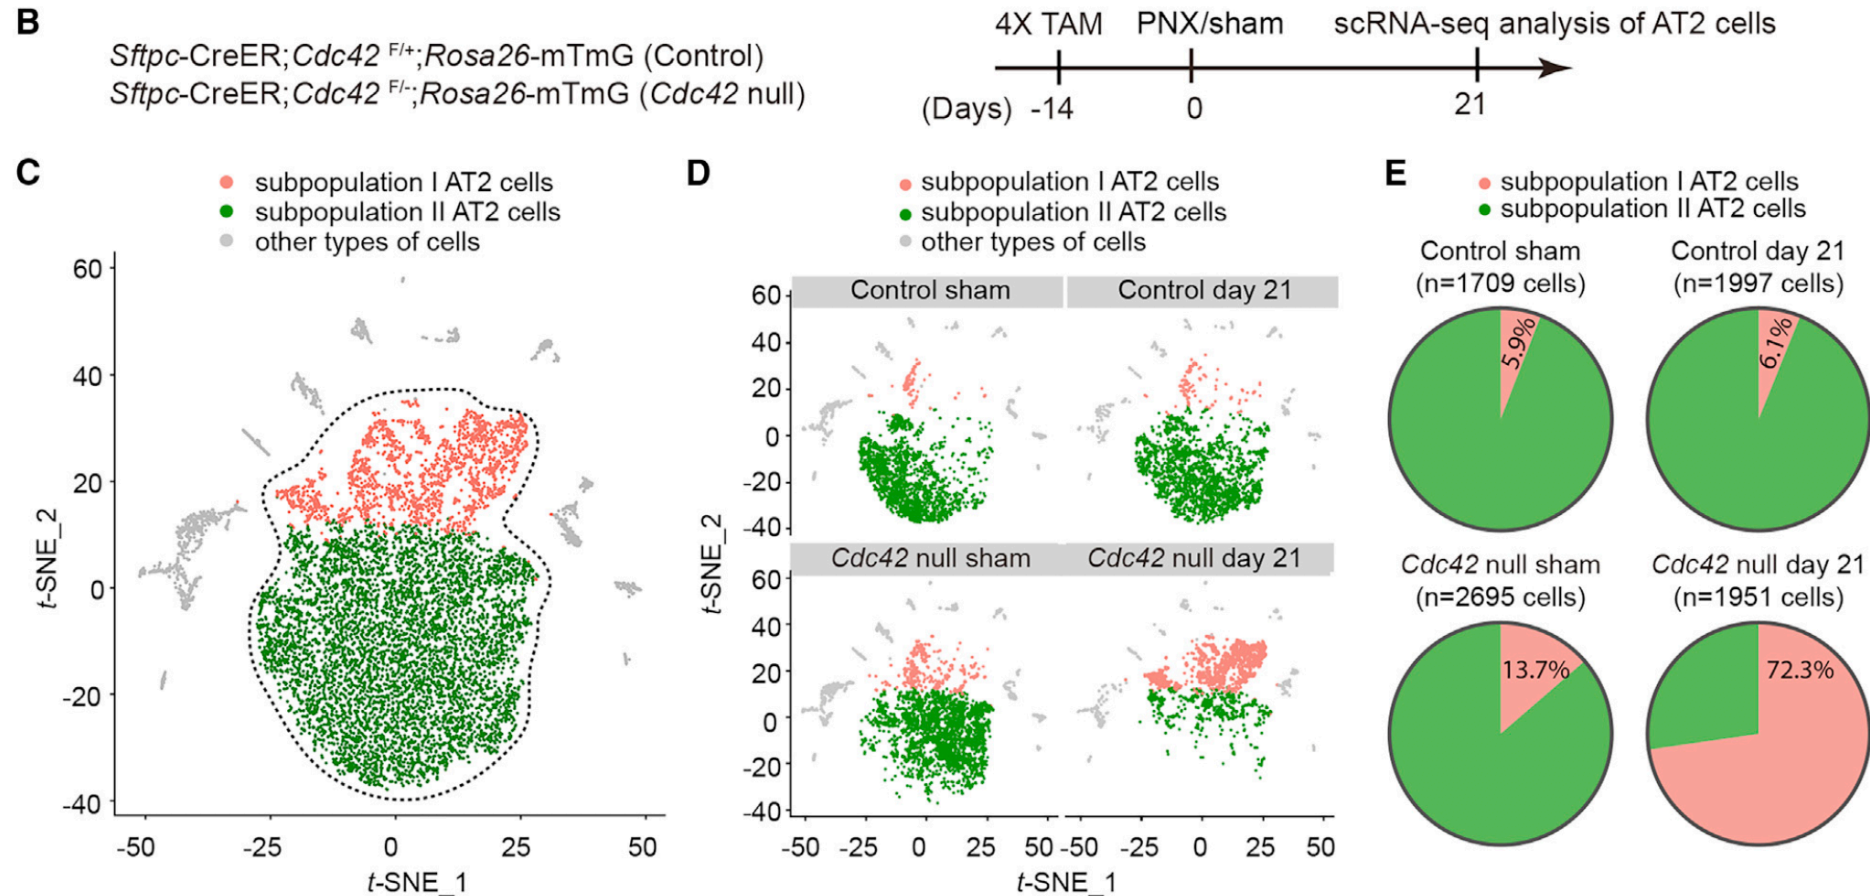 B
Sftpc-CreER;Cdc42 F/+;Rosa26-mTmG (Control)
Sftpc-CreER;Cdc42 F/-;Rosa26-mTmG (Cdc42 null)
4X TAM PNX/sham scRNA-seq analysis of AT2 cells
(Days) -14 0 21
C
subpopulation I AT2 cells
subpopulation II AT2 cells
other types of cells
60
40
20
0
-20
-40
t-SNE_2
-50 -25 0 25 50
t-SNE_1
D
subpopulation I AT2 cells
subpopulation II AT2 cells
other types of cells
Control sham Control day 21
60
40
20
0
-20
-40
Cdc42 null sham Cdc42 null day 21
60
40
20
0
-20
-40
t-SNE_2
-50 -25 0 25 50 -50 -25 0 25 50
t-SNE_1
E
subpopulation I AT2 cells
subpopulation II AT2 cells
Control sham
(n=1709 cells)
5.9%
Control day 21
(n=1997 cells)
6.1%
Cdc42 null sham
(n=2695 cells)
13.7%
Cdc42 null day 21
(n=1951 cells)
72.3%